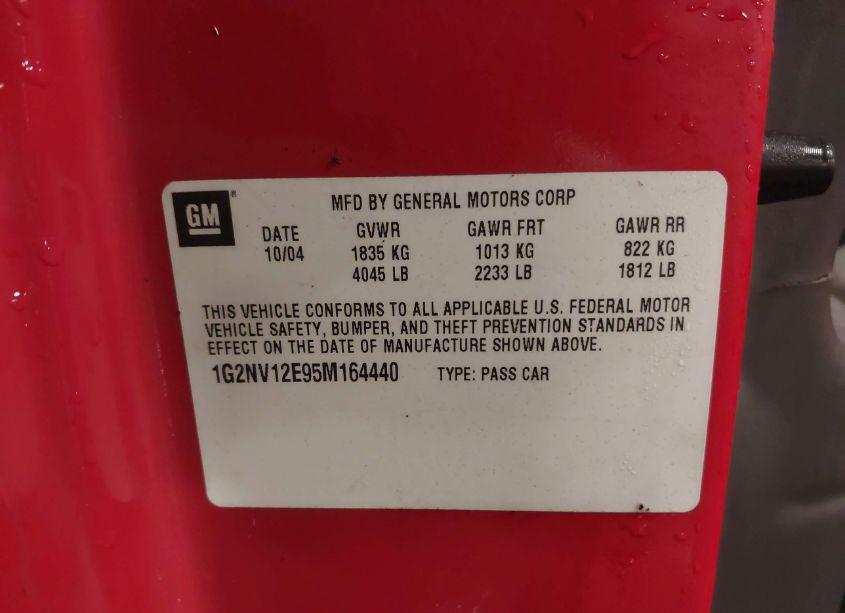 GM®
MFD BY GENERAL MOTORS CORP
DATE GVWR GAWR FRT GAWR RR
10/04 1835 KG 1013 KG 822 KG
4045 LB 2233 LB 1812 LB
THIS VEHICLE CONFORMS TO ALL APPLICABLE U.S. FEDERAL MOTOR
VEHICLE SAFETY, BUMPER, AND THEFT PREVENTION STANDARDS IN
EFFECT ON THE DATE OF MANUFACTURE SHOWN ABOVE.
1G2NV12E95M164440 TYPE: PASS CAR